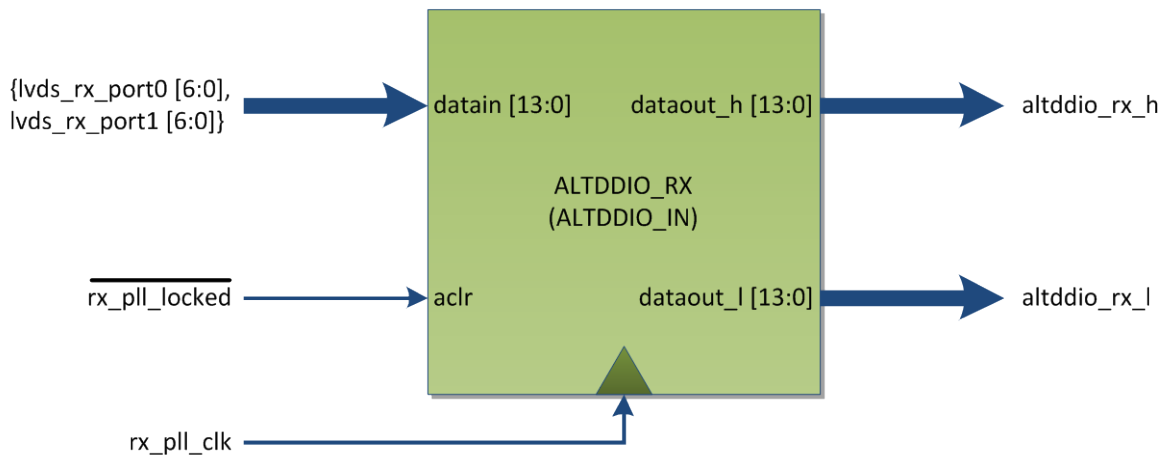 {lvds_rx_port0 [6:0],
lvds_rx_port1 [6:0]}
datain [13:0]
dataout_h [13:0]
altddio_rx_h
ALTDDIO_RX
(ALTDDIO_IN)
rx_pll_locked
aclr
dataout_l [13:0]
altddio_rx_l
rx_pll_clk